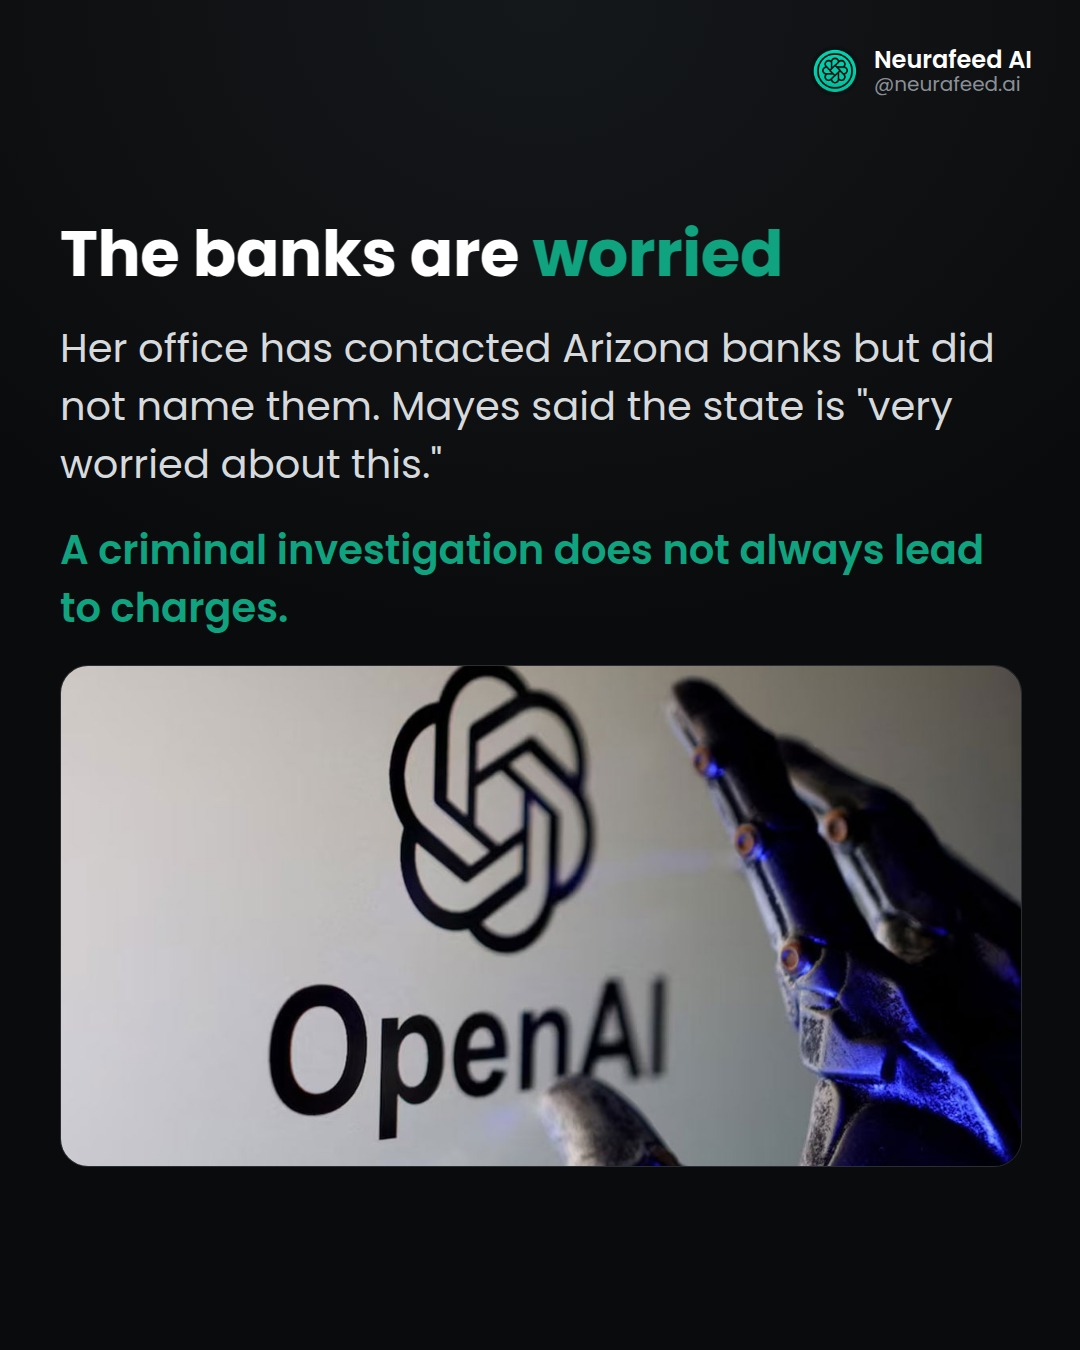 Neurafeed AI
@neurafeed.ai
The banks are worried
Her office has contacted Arizona banks but did
not name them. Mayes said the state is "very
worried about this."
A criminal investigation does not always lead
to charges.
OpenAI